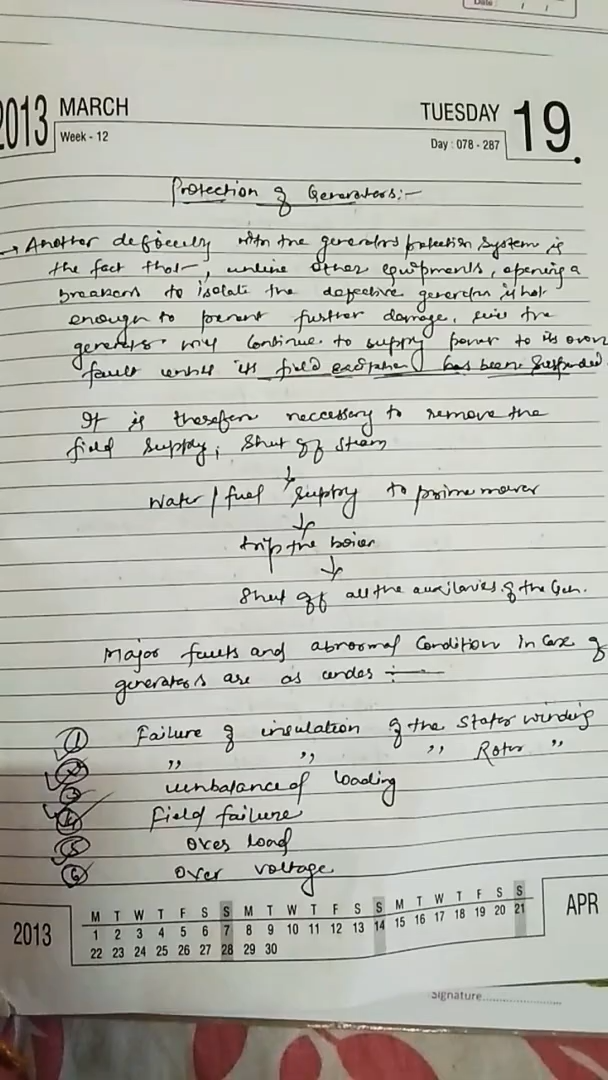 Date : / /
2013 MARCH TUESDAY 19
Week - 12 Day : 078 - 287
Protection of Generators:-
→ Another deficulty with the generators protection system is
the fact that, unlike other equipments, opening a
breakers to isolate the defective generator is not
enough to prevent further damage, since the
generator will continue to supply power to its own
fault until its field excitation has been suspended.
It is therefore neccessary to remove the
field supply, Shut off steam
↓
Water / fuel supply to prime mover
↓
trip the boier
↓
Shut off all the auxilaries of the Gen.
Major faults and abnormal Condition in Case of
generators are as under :-
① Failure of insulation of the Stator winding
② ,, ,, ,, Rotor ,,
③ unbalance of loading
④ Field failure
⑤ Over load
⑥ Over voltage
2013 APR
M T W T F S S M T W T F S S M T W T F S S
1 2 3 4 5 6 7 8 9 10 11 12 13 14 15 16 17 18 19 20 21
22 23 24 25 26 27 28 29 30
Signature